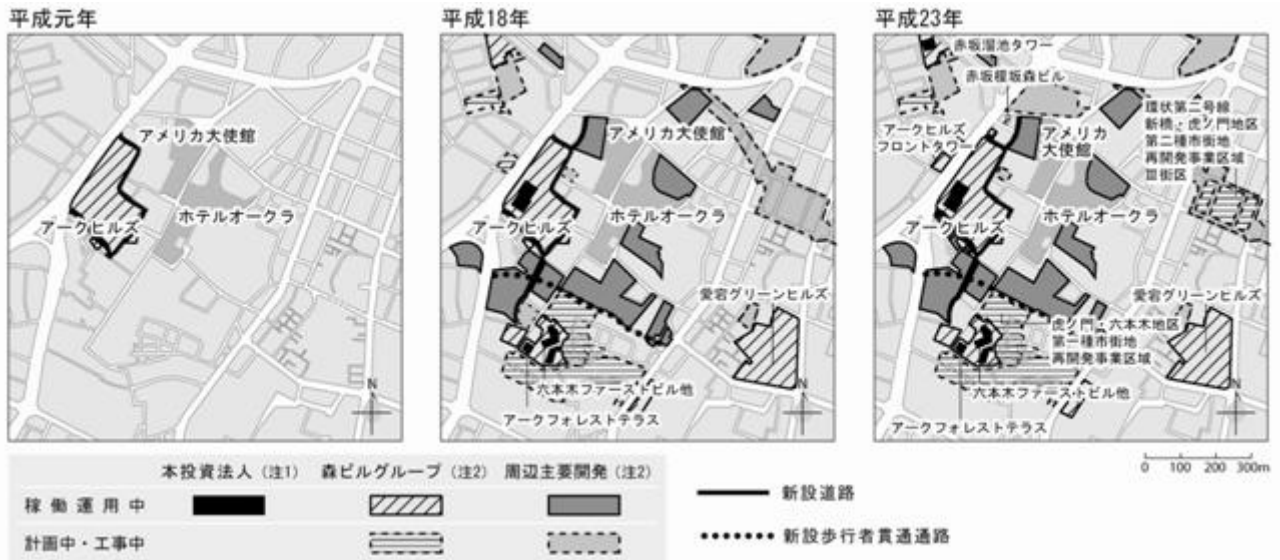 平成元年
アメリカ大使館
ホテルオークラ
アークヒルズ
N
平成18年
アメリカ大使館
ホテルオークラ
アークヒルズ
愛宕グリーンヒルズ
六本木ファーストビル他
アークフォレストテラス
N
平成23年
赤坂溜池タワー
赤坂榎坂森ビル
アークヒルズ
フロントタワー
アメリカ
大使館
環状第二号線
新橋・虎ノ門地区
第二種市街地
再開発事業区域
Ⅲ街区
ホテルオークラ
アークヒルズ
愛宕グリーンヒルズ
虎ノ門・六本木地区
第一種市街地
再開発事業区域
六本木ファーストビル他
アークフォレストテラス
N
0 100 200 300m
本投資法人（注1） 森ビルグループ（注2） 周辺主要開発（注2）
稼働運用中
計画中・工事中
新設道路
新設歩行者貫通通路